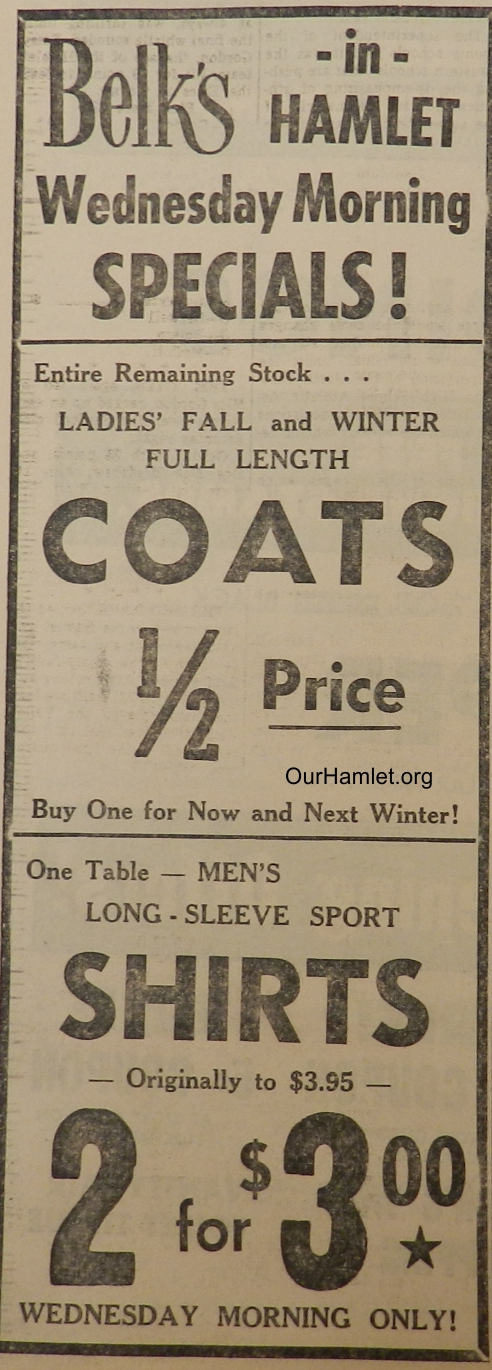 Belk's - in -
HAMLET
Wednesday Morning
SPECIALS!
Entire Remaining Stock . . .
LADIES' FALL and WINTER
FULL LENGTH
COATS
1/2 Price
OurHamlet.org
Buy One for Now and Next Winter!
One Table — MEN'S
LONG - SLEEVE SPORT
SHIRTS
— Originally to $3.95 —
2 for $3.00 ★
WEDNESDAY MORNING ONLY!